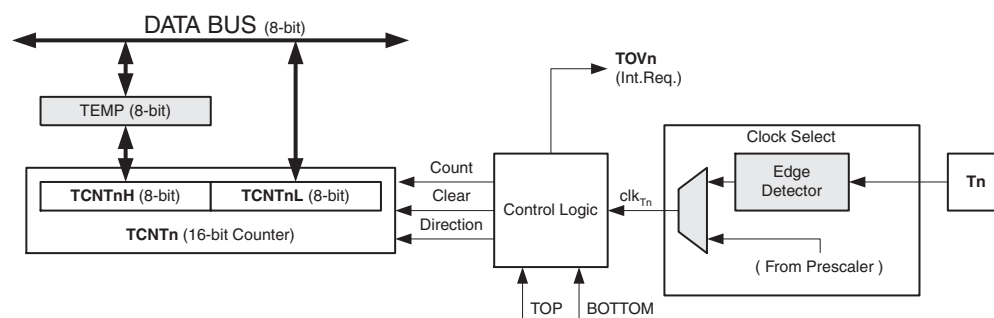 DATA BUS (8-bit)
TOVn
(Int.Req.)
TEMP (8-bit)
Clock Select
Count
Edge
Detector
Tn
TCNTnH (8-bit)
TCNTnL (8-bit)
Clear
Control Logic
clkTn
TCNTn (16-bit Counter)
Direction
( From Prescaler )
TOP
BOTTOM